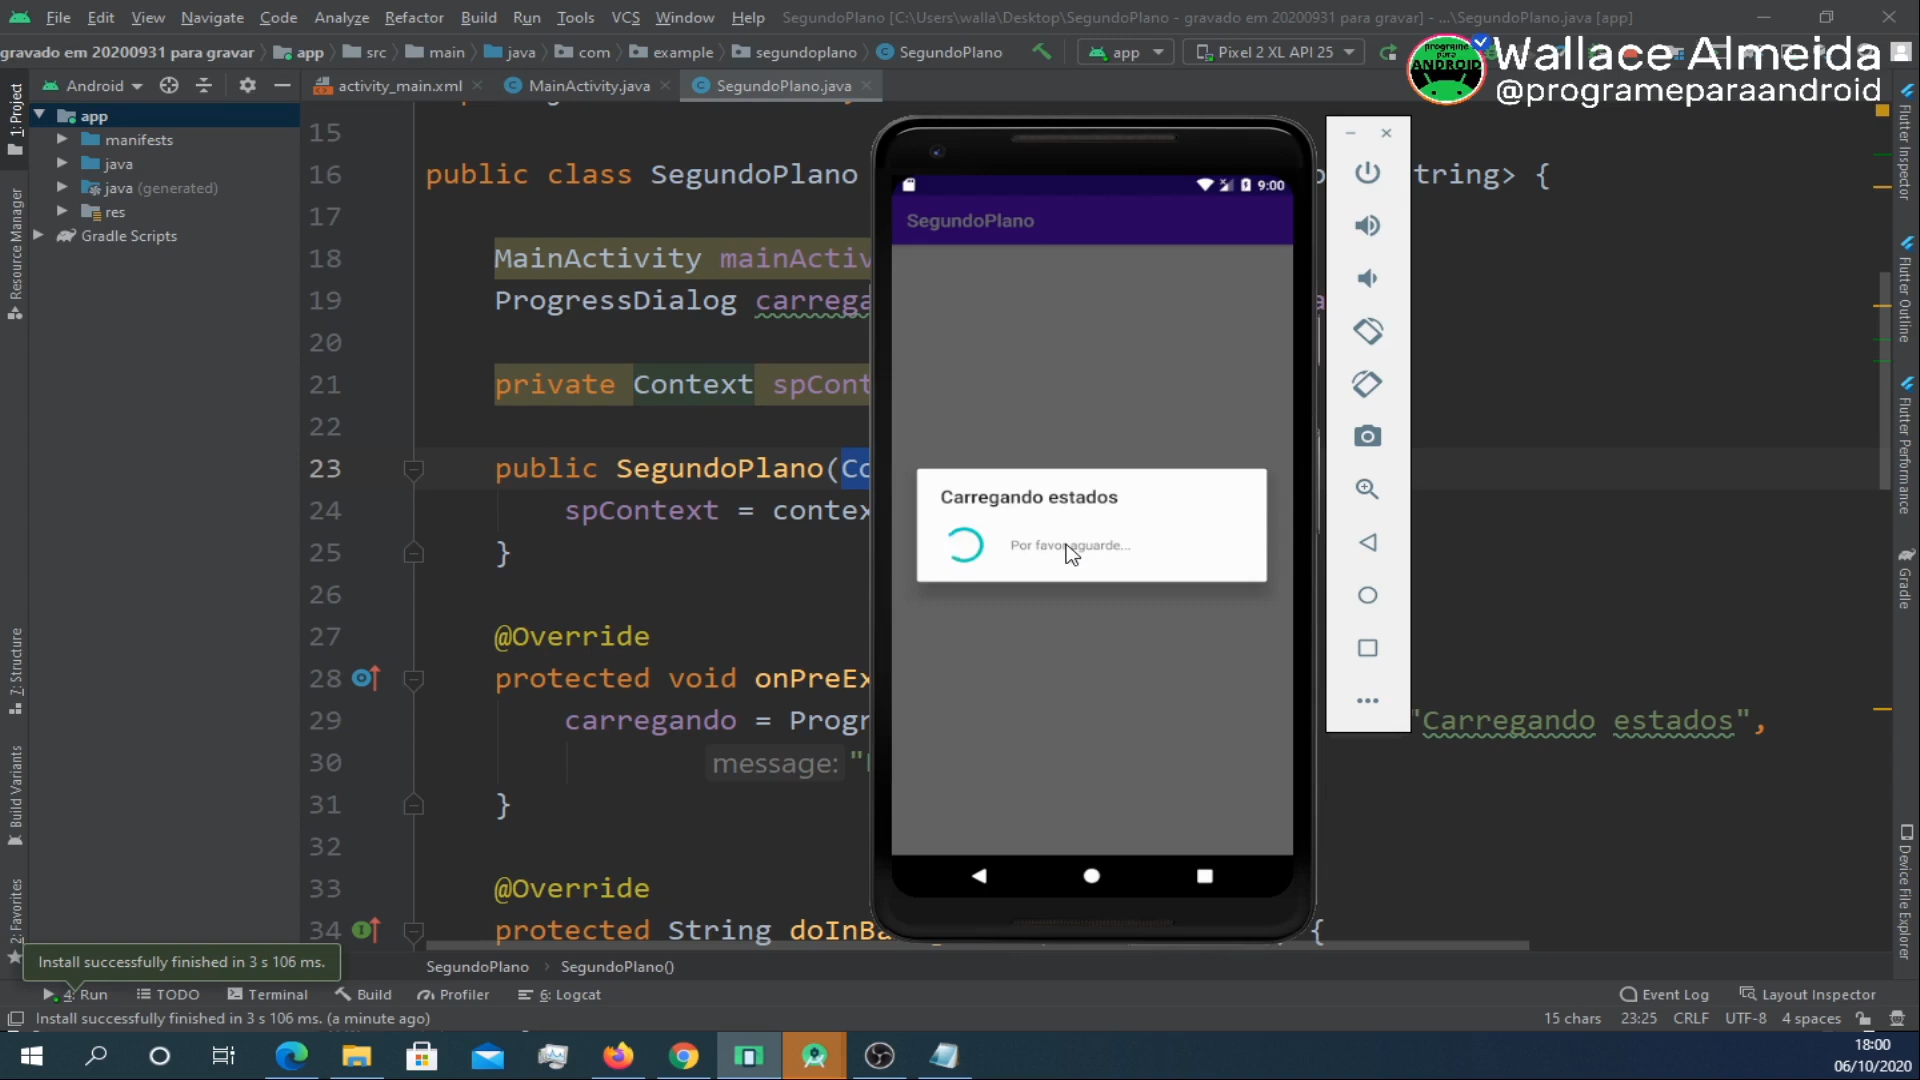 File Edit View Navigate Code Analyze Refactor Build Run Tools VCS Window Help SegundoPlano [C:\Users\walla\Desktop\SegundoPlano - gravado em 20200931 para gravar] - ...\SegundoPlano.java [app]
gravado em 20200931 para gravar app src main java com example segundoplano SegundoPlano app Pixel 2 XL API 25
programe para ANDROID
Wallace Almeida
@programeparaandroid
Android activity_main.xml MainActivity.java SegundoPlano.java
1: Project
Resource Manager
7: Structure
Build Variants
2: Favorites
app
manifests
java
java (generated)
res
Gradle Scripts
15
16 public class SegundoPlano tring> {
17
18 MainActivity mainActiv
19 ProgressDialog carrega
20
21 private Context spCont
22
23 public SegundoPlano(Co
24 spContext = contex
25 }
26
27 @Override
28 protected void onPreEx
29 carregando = Progr "Carregando estados",
30 message: "
31 }
32
33 @Override
34 protected String doInBa {
9:00
SegundoPlano
Carregando estados
Por favor aguarde...
Flutter Inspector
Flutter Outline
Flutter Performance
Gradle
Device File Explorer
Install successfully finished in 3 s 106 ms.
SegundoPlano SegundoPlano()
4: Run TODO Terminal Build Profiler 6: Logcat Event Log Layout Inspector
Install successfully finished in 3 s 106 ms. (a minute ago) 15 chars 23:25 CRLF UTF-8 4 spaces
18:00
06/10/2020